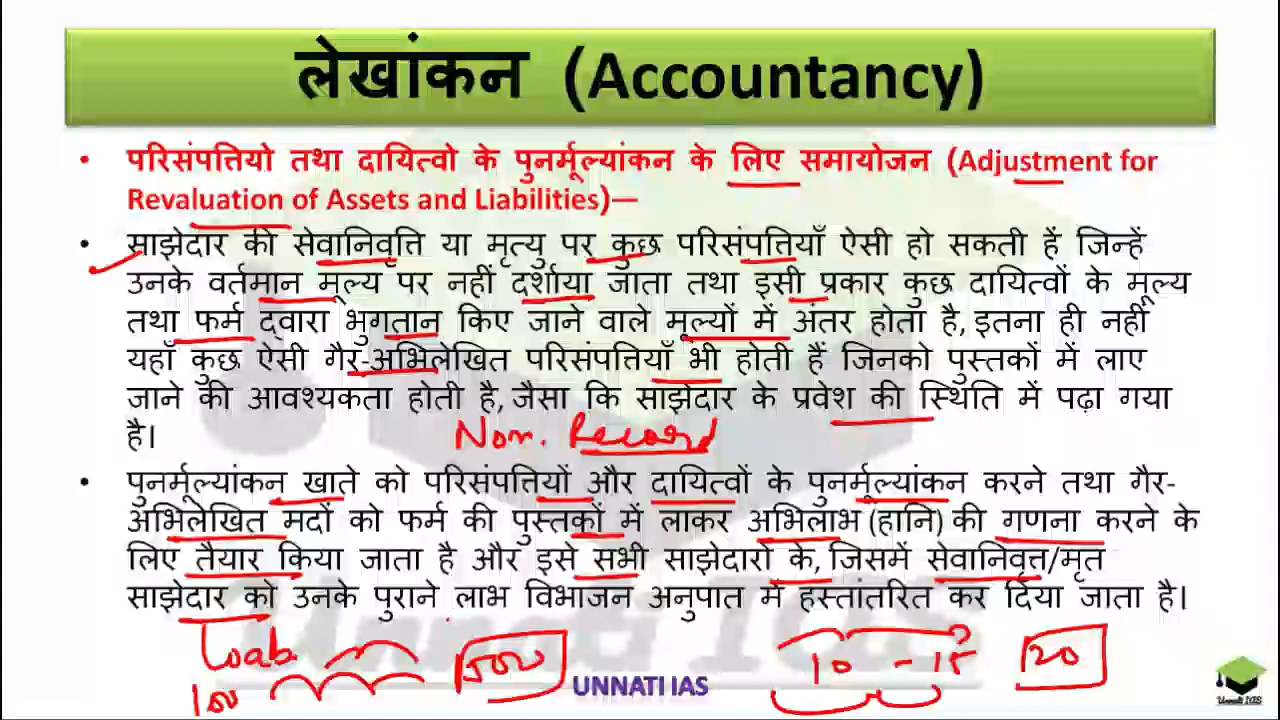 लेखांकन (Accountancy)
• परिसंपत्तियो तथा दायित्वो के पुनर्मूल्यांकन के लिए समायोजन (Adjustment for
Revaluation of Assets and Liabilities)—
• साझेदार की सेवानिवृत्ति या मृत्यु पर कुछ परिसंपत्तियाँ ऐसी हो सकती हैं जिन्हें
उनके वर्तमान मूल्य पर नहीं दर्शाया जाता तथा इसी प्रकार कुछ दायित्वों के मूल्य
तथा फर्म द्वारा भुगतान किए जाने वाले मूल्यों में अंतर होता है, इतना ही नहीं
यहाँ कुछ ऐसी गैर-अभिलेखित परिसंपत्तियाँ भी होती हैं जिनको पुस्तकों में लाए
जाने की आवश्यकता होती है, जैसा कि साझेदार के प्रवेश की स्थिति में पढ़ा गया
है।
Non. Record
• पुनर्मूल्यांकन खाते को परिसंपत्तियों और दायित्वों के पुनर्मूल्यांकन करने तथा गैर-
अभिलेखित मदों को फर्म की पुस्तकों में लाकर अभिलाभ (हानि) की गणना करने के
लिए तैयार किया जाता है और इसे सभी साझेदारों के, जिसमें सेवानिवृत्त/मृत
साझेदार को उनके पुराने लाभ विभाजन अनुपात में हस्तांतरित कर दिया जाता है।
10 - 15 20
100 500
UNNATI IAS
Unnati IAS